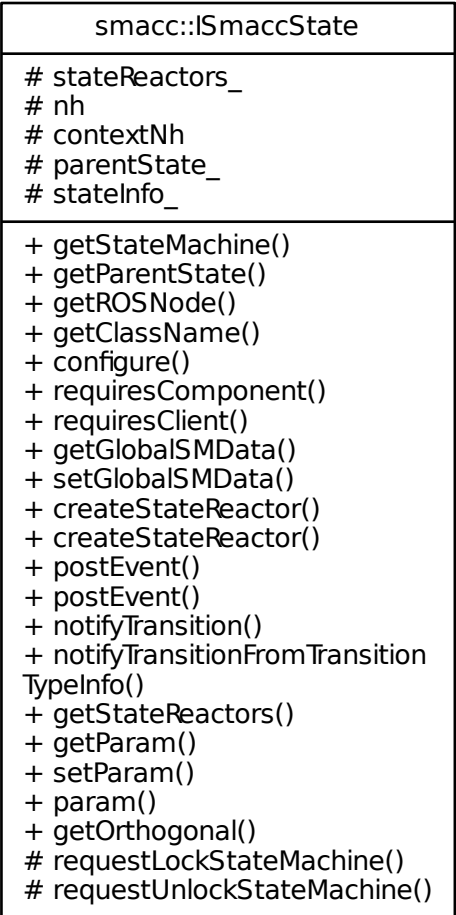 smacc::ISmaccState
# stateReactors_
# nh
# contextNh
# parentState_
# stateInfo_
+ getStateMachine()
+ getParentState()
+ getROSNode()
+ getClassName()
+ configure()
+ requiresComponent()
+ requiresClient()
+ getGlobalSMData()
+ setGlobalSMData()
+ createStateReactor()
+ createStateReactor()
+ postEvent()
+ postEvent()
+ notifyTransition()
+ notifyTransitionFromTransition
TypeInfo()
+ getStateReactors()
+ getParam()
+ setParam()
+ param()
+ getOrthogonal()
# requestLockStateMachine()
# requestUnlockStateMachine()